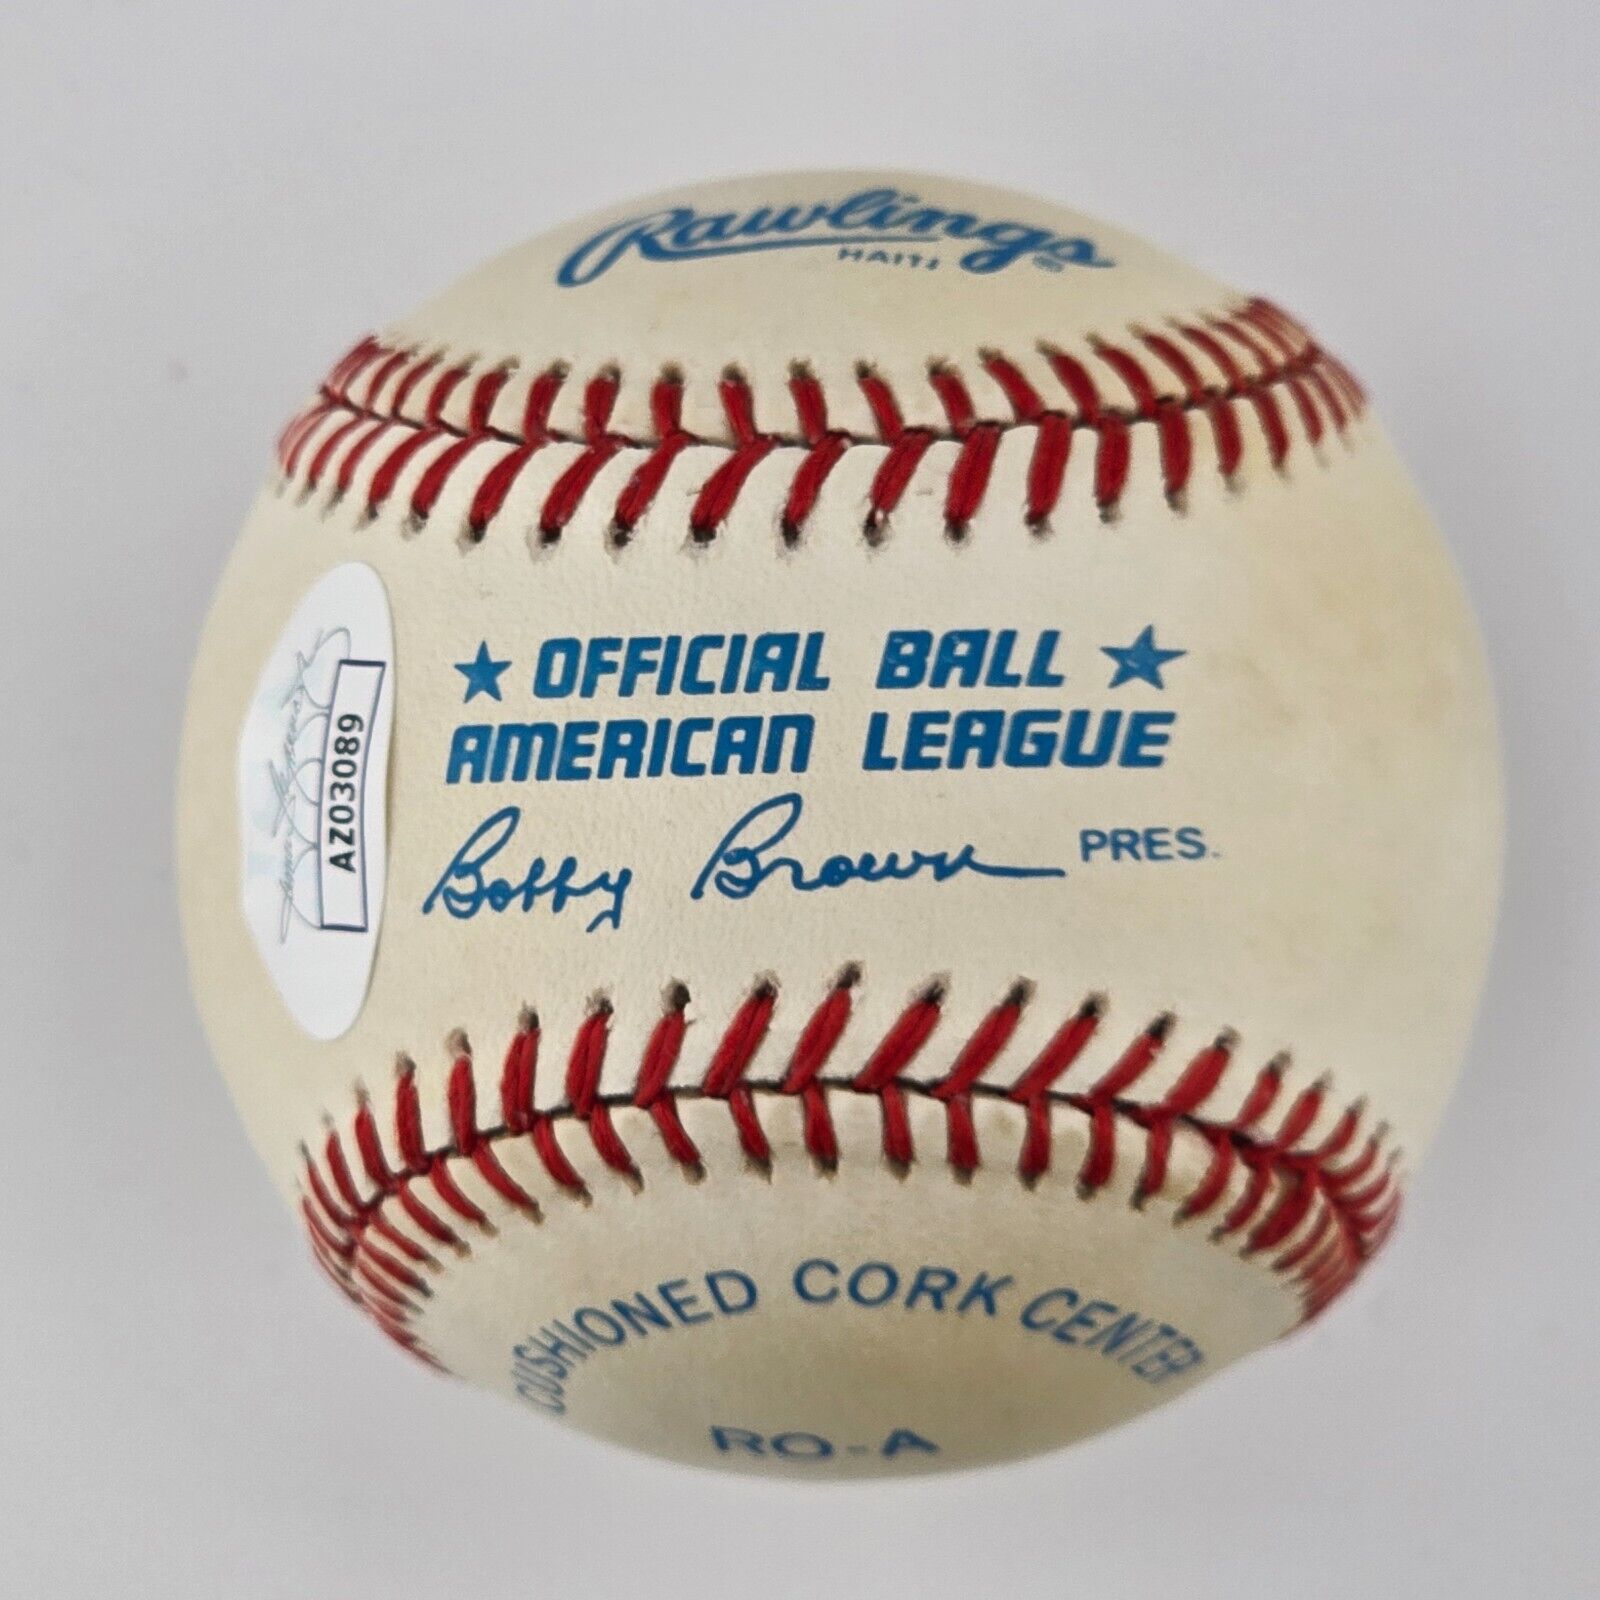 Rawlings®
HAITI
★ OFFICIAL BALL ★
AMERICAN LEAGUE
Bobby Brown PRES.
AZ03089
CUSHIONED CORK CENTER
RO-A